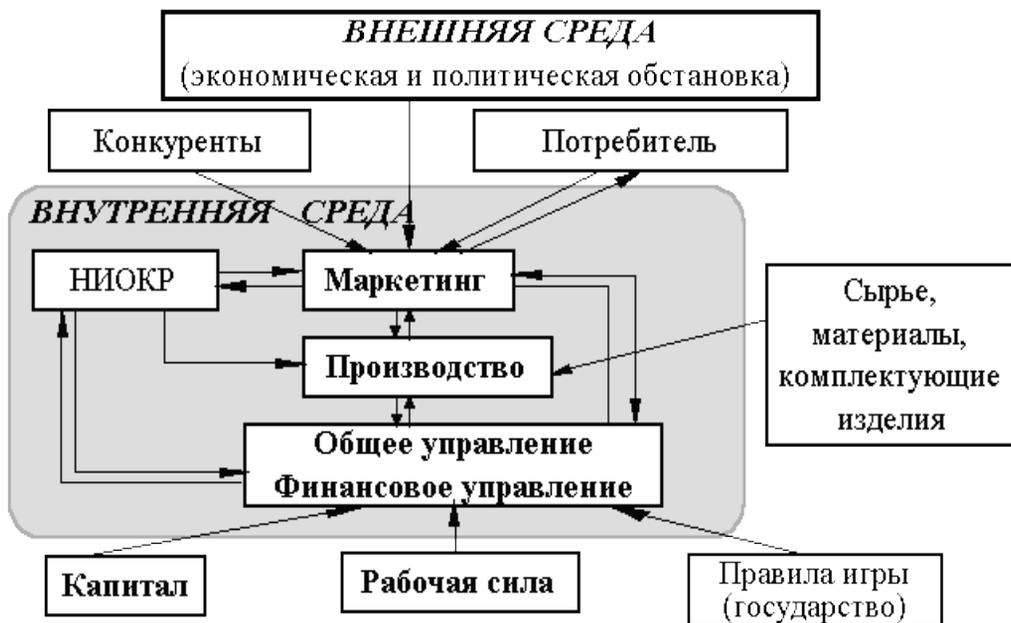 ВНЕШНЯЯ СРЕДА
(экономическая и политическая обстановка)
Конкуренты
Потребитель
ВНУТРЕННЯЯ СРЕДА
НИОКР
Маркетинг
Сырье,
материалы,
комплектующие
изделия
Производство
Общее управление
Финансовое управление
Капитал
Рабочая сила
Правила игры
(государство)